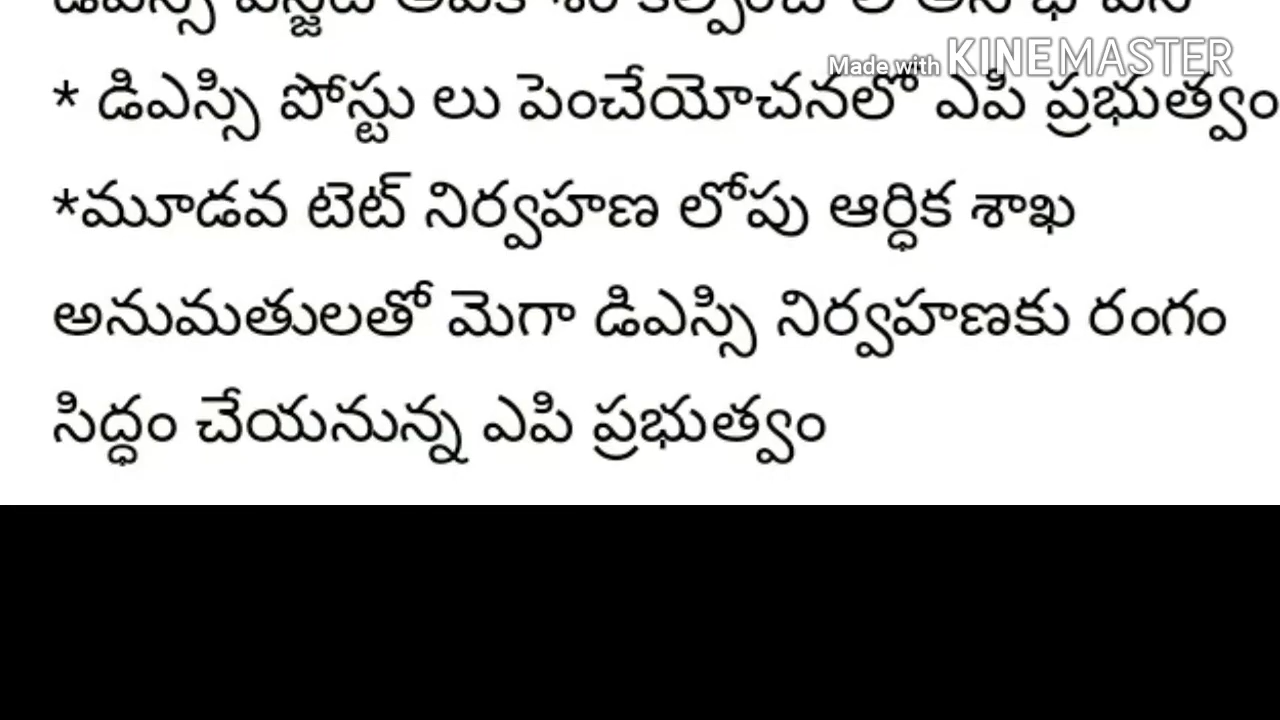 Made with KINEMASTER
* డిఎస్సి పోస్టు లు పెంచేయోచనలో ఎపి ప్రభుత్వం
*మూడవ టెట్ నిర్వహణ లోపు ఆర్ధిక శాఖ
అనుమతులతో మెగా డిఎస్సి నిర్వహణకు రంగం
సిద్ధం చేయనున్న ఎపి ప్రభుత్వం